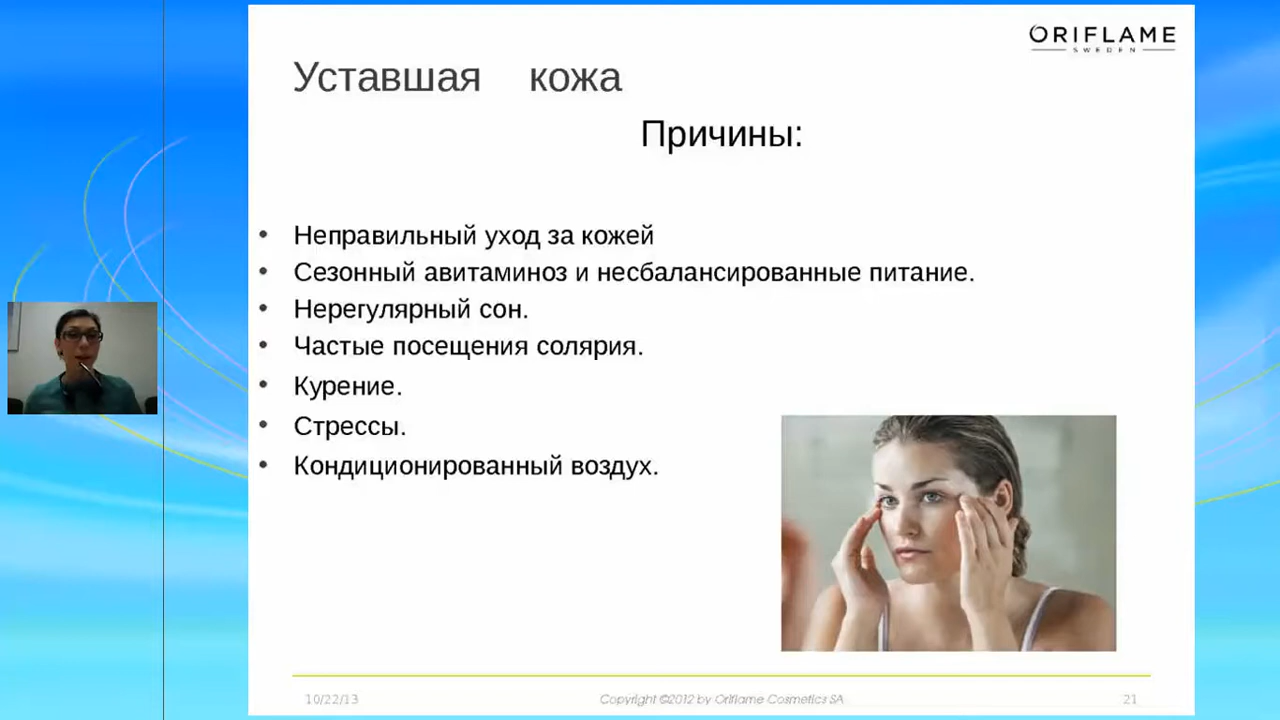 ORIFLAME
SWEDEN
Уставшая кожа
Причины:
• Неправильный уход за кожей
• Сезонный авитаминоз и несбалансированные питание.
• Нерегулярный сон.
• Частые посещения солярия.
• Курение.
• Стрессы.
• Кондиционированный воздух.
10/22/13 Copyright ©2012 by Oriflame Cosmetics SA 21